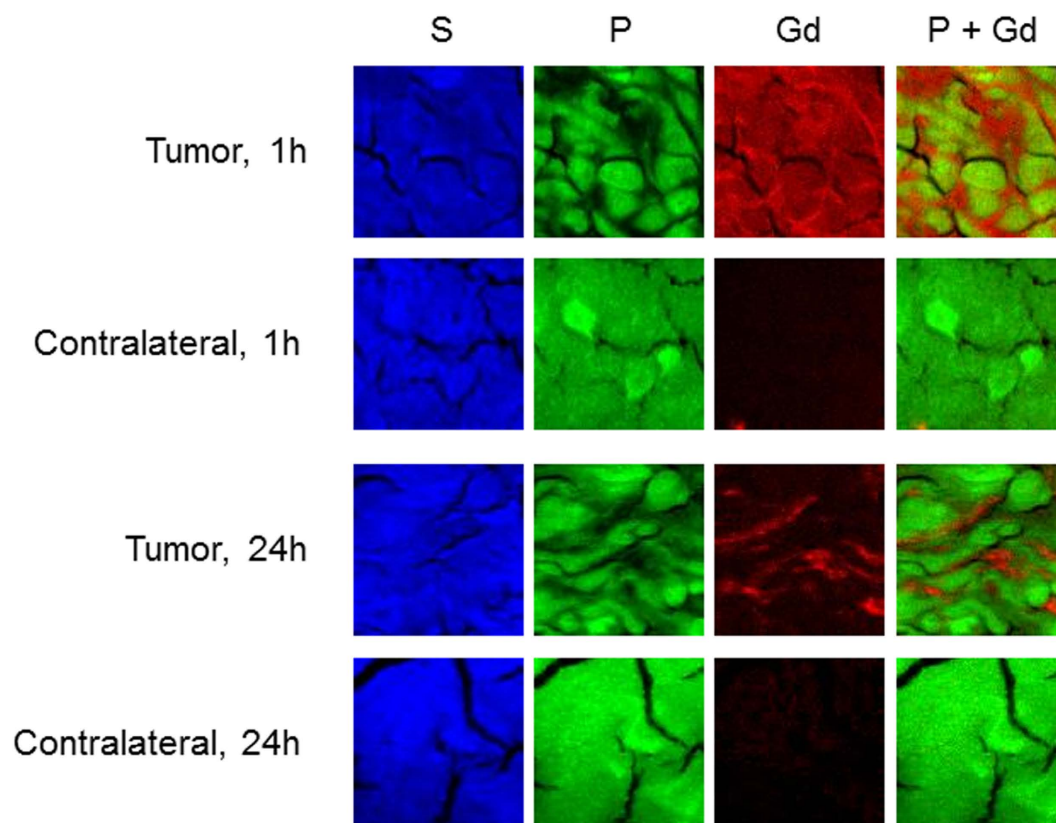 S P Gd P + Gd
Tumor, 1h
Contralateral, 1h
Tumor, 24h
Contralateral, 24h